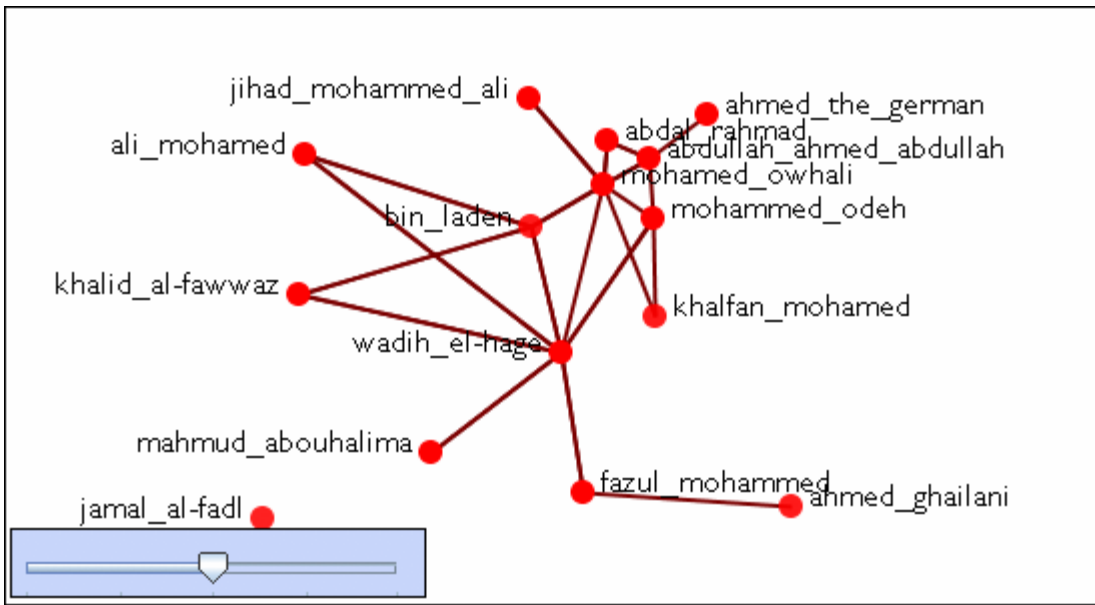 jihad_mohammed_ali
ahmed_the_german
abdal_rahmad
ali_mohamed
abdullah_ahmed_abdullah
mohamed_owhali
bin_laden
mohammed_odeh
khalid_al-fawwaz
khalfan_mohamed
wadih_el-hage
mahmud_abouhalima
fazul_mohammed
ahmed_ghailani
jamal_al-fadl